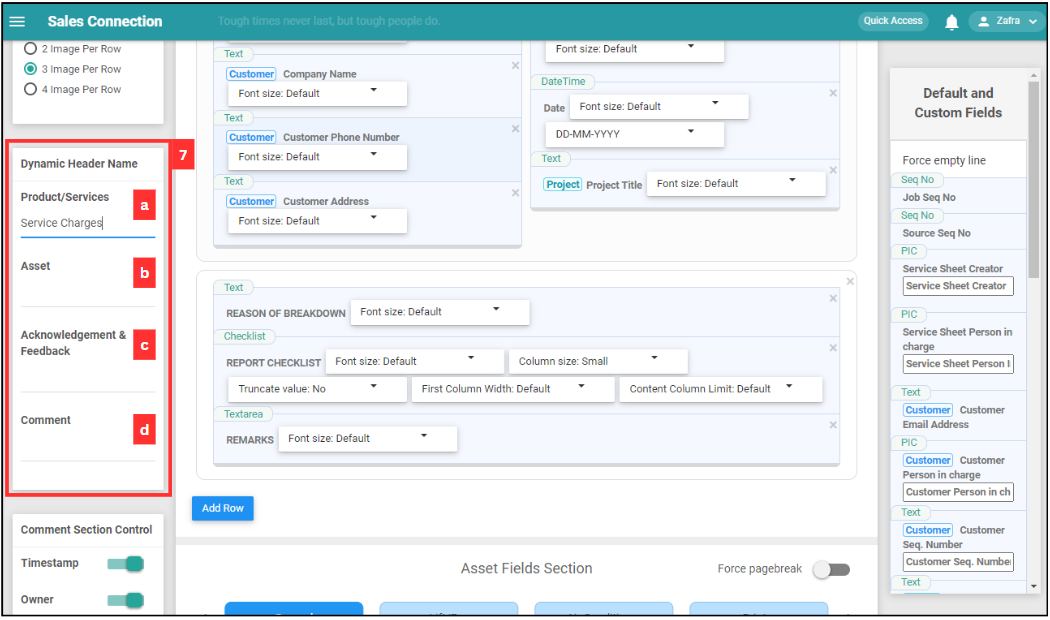 Sales Connection
Tough times never last, but tough people do.
Quick Access
Zafra
2 Image Per Row
3 Image Per Row
4 Image Per Row
7
Dynamic Header Name
Product/Services
a
Service Charges
Asset
b
Acknowledgement &
Feedback
c
Comment
d
Comment Section Control
Timestamp
Owner
Text
Customer Company Name
Font size: Default
Text
Customer Customer Phone Number
Font size: Default
Text
Customer Customer Address
Font size: Default
Font size: Default
DateTime
Date Font size: Default
DD-MM-YYYY
Text
Project Project Title Font size: Default
Text
REASON OF BREAKDOWN Font size: Default
Checklist
REPORT CHECKLIST Font size: Default Column size: Small
Truncate value: No First Column Width: Default Content Column Limit: Default
Textarea
REMARKS Font size: Default
Add Row
Asset Fields Section
Force pagebreak
Default and
Custom Fields
Force empty line
Seq No
Job Seq No
Seq No
Source Seq No
PIC
Service Sheet Creator
Service Sheet Creator
PIC
Service Sheet Person in
charge
Service Sheet Person I
Text
Customer Customer
Email Address
PIC
Customer Customer
Person in charge
Customer Person in ch
Text
Customer Customer
Seq. Number
Customer Seq. Numbe
Text